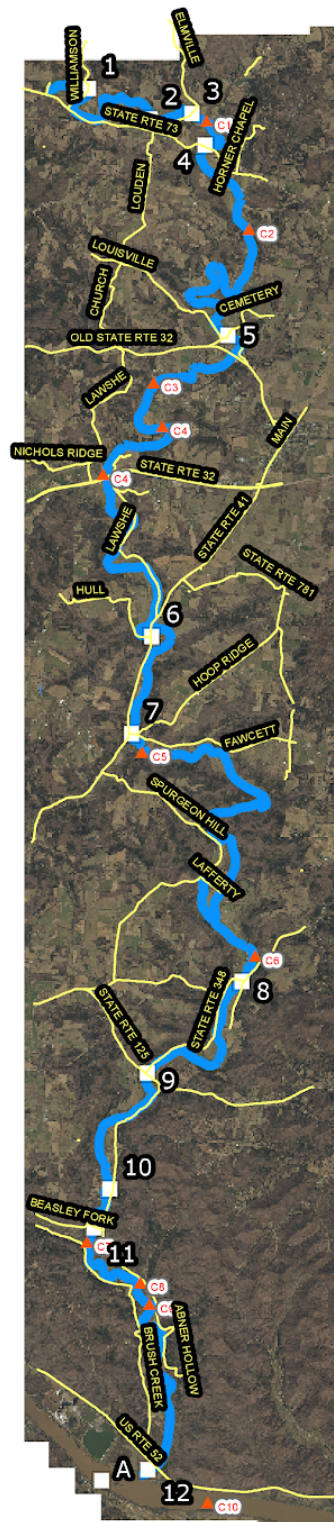 WILLIAMSON
1
ELMVILLE
2
3
C1
STATE RTE 73
4
HORNER CHAPEL
LOUDEN
C2
LOUISVILLE
CHURCH
CEMETERY
5
OLD STATE RTE 32
C3
LAWSHE
MAIN
C4
NICHOLS RIDGE
STATE RTE 32
C4
STATE RTE 41
LAWSHE
STATE RTE 781
HULL
6
HOOP RIDGE
7
FAWCETT
C5
SPURGEON HILL
LAFFERTY
C6
8
STATE RTE 348
STATE RTE 125
9
10
BEASLEY FORK
11
C8
ABNER HOLLOW
BRUSH CREEK
US RTE 52
A
12
C10